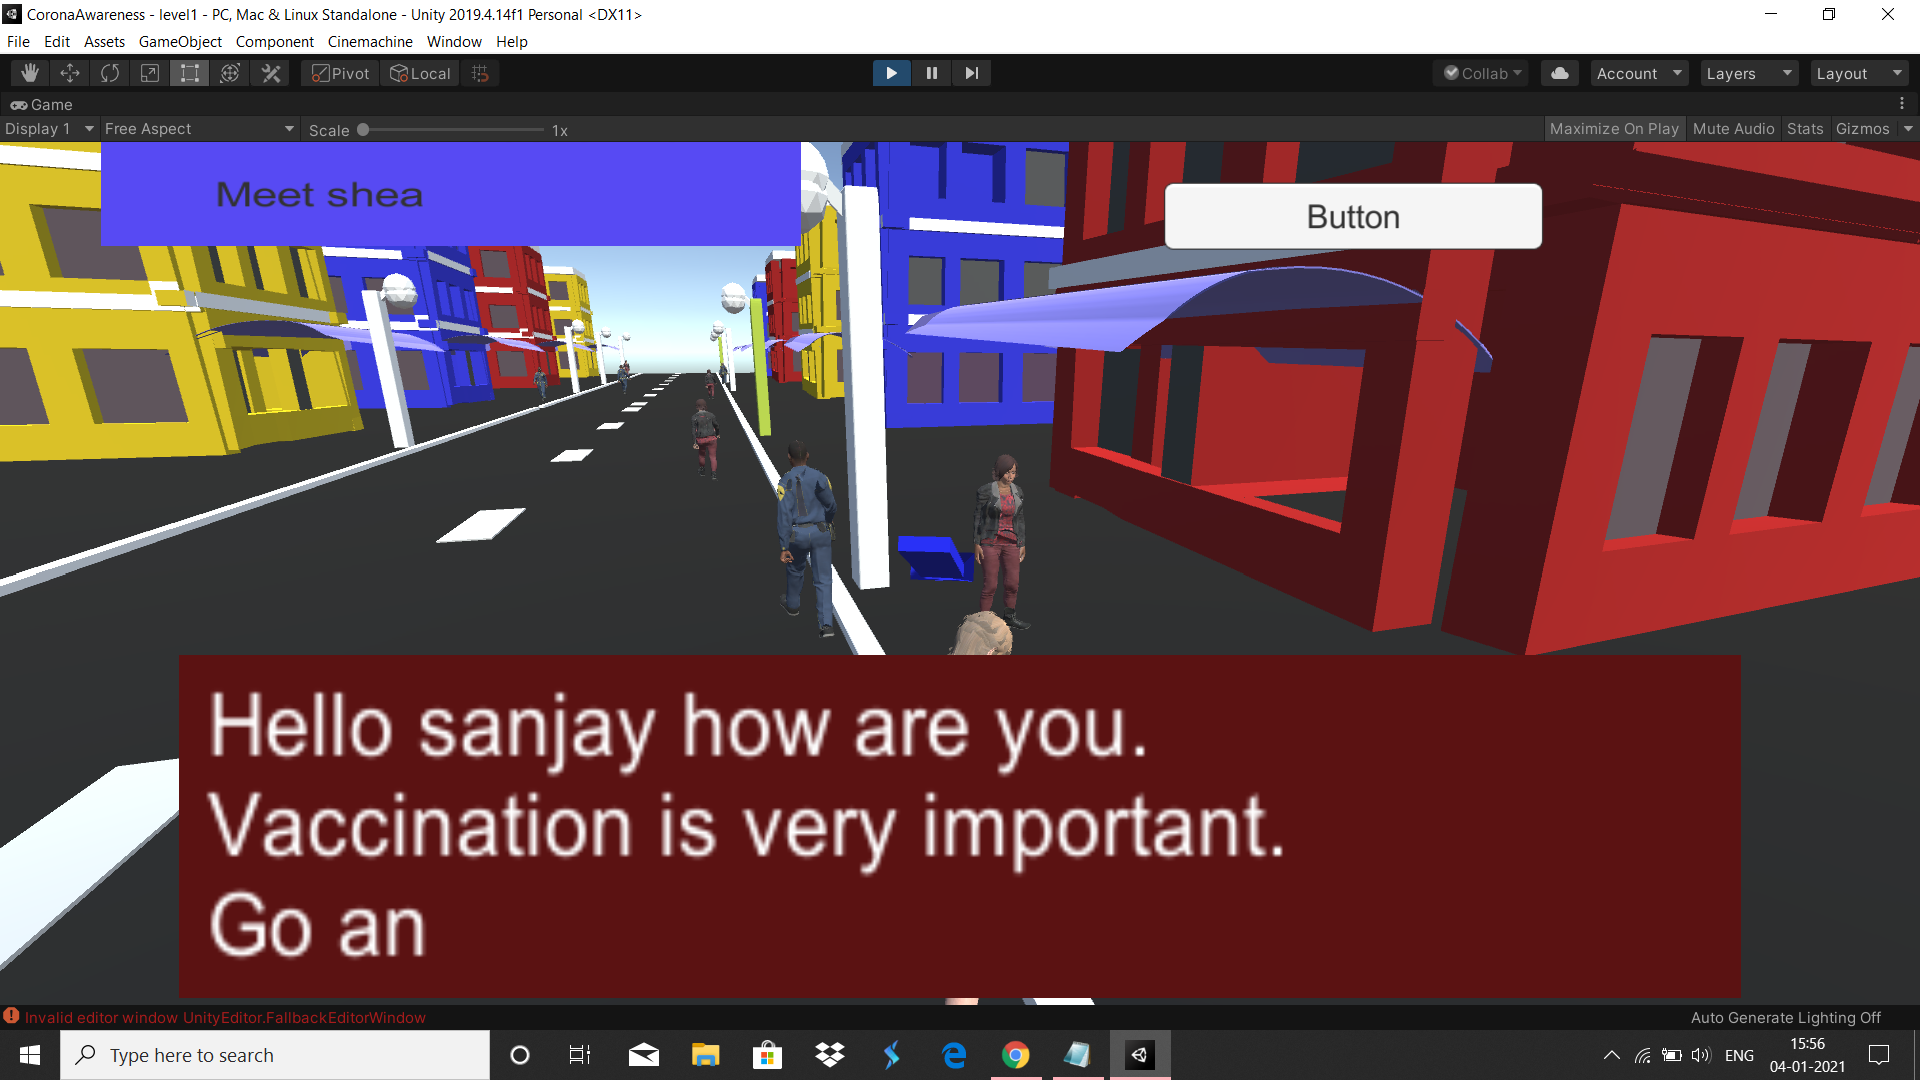 CoronaAwareness - level1 - PC, Mac & Linux Standalone - Unity 2019.4.14f1 Personal <DX11>
File Edit Assets GameObject Component Cinemachine Window Help
Pivot Local Collab Account Layers Layout
Game
Display 1 Free Aspect Scale 1x Maximize On Play Mute Audio Stats Gizmos
Meet shea
Button
Hello sanjay how are you.
Vaccination is very important.
Go an
Invalid editor window UnityEditor.FallbackEditorWindow
Auto Generate Lighting Off
Type here to search
ENG
15:56
04-01-2021